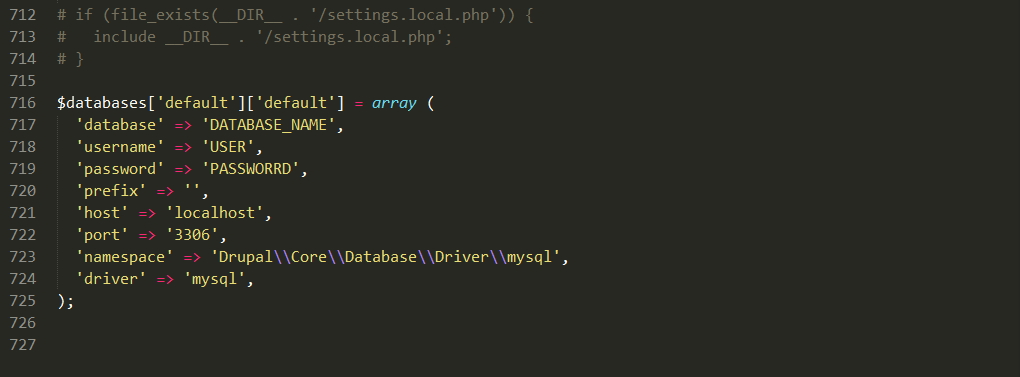 712 # if (file_exists(__DIR__ . '/settings.local.php')) {
713 #   include __DIR__ . '/settings.local.php';
714 # }
715
716 $databases['default']['default'] = array (
717   'database' => 'DATABASE_NAME',
718   'username' => 'USER',
719   'password' => 'PASSWORRD',
720   'prefix' => '',
721   'host' => 'localhost',
722   'port' => '3306',
723   'namespace' => 'Drupal\\Core\\Database\\Driver\\mysql',
724   'driver' => 'mysql',
725 );
726
727